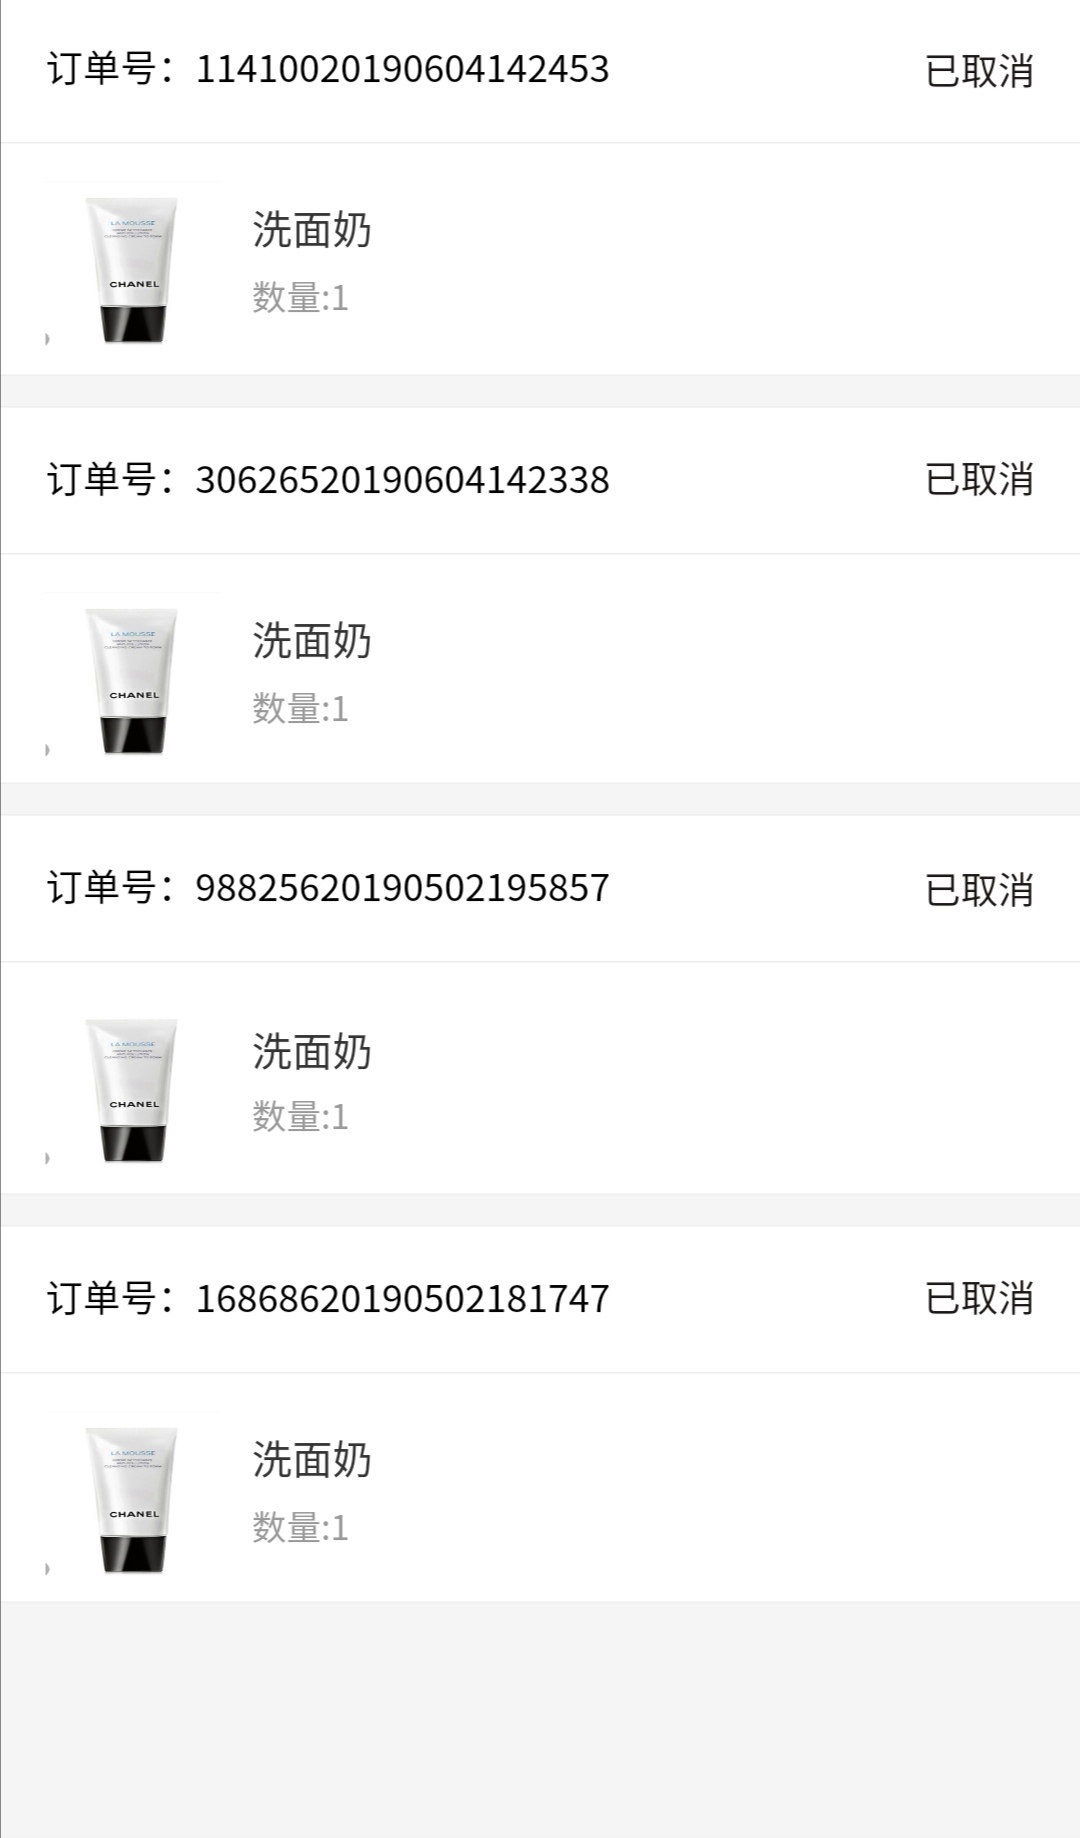 订单号：11410020190604142453
已取消
LA MOUSSE
CHANEL
洗面奶
数量:1
订单号：30626520190604142338
已取消
LA MOUSSE
CHANEL
洗面奶
数量:1
订单号：98825620190502195857
已取消
LA MOUSSE
CHANEL
洗面奶
数量:1
订单号：16868620190502181747
已取消
LA MOUSSE
CHANEL
洗面奶
数量:1